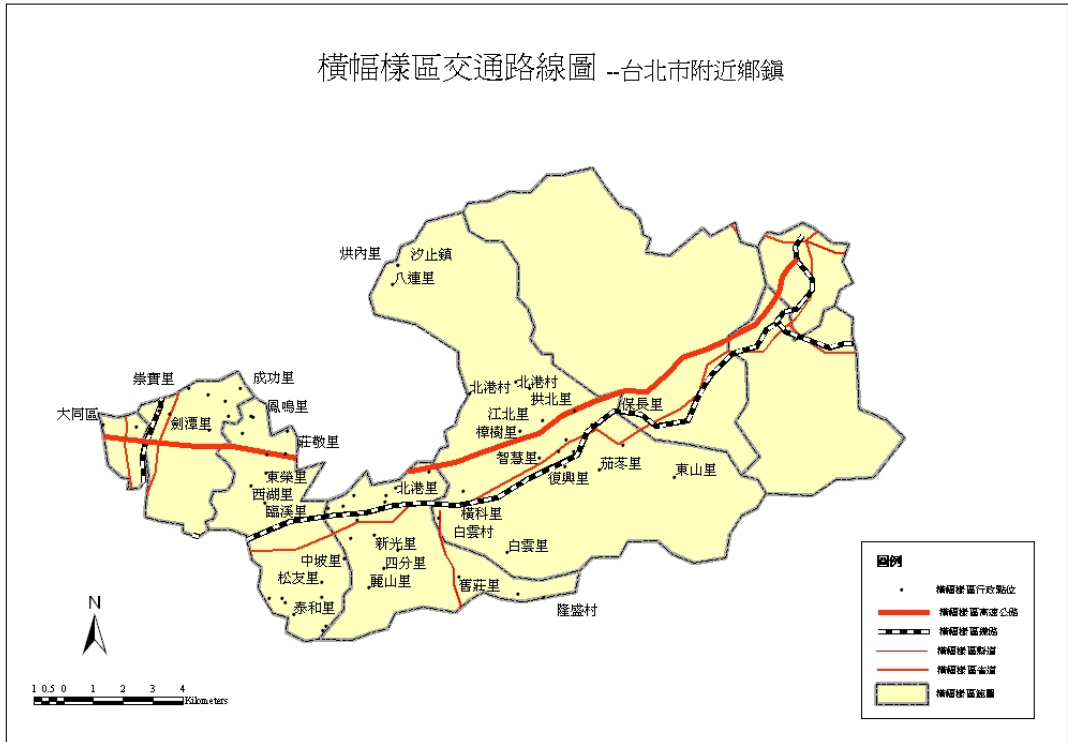 橫幅樣區交通路線圖 --台北市附近鄉鎮
烘內里
汐止鎮
八連里
崇實里
成功里
大同區
劍潭里
鳳鳴里
莊敬里
北港村
北港村
拱北里
江北里
保長里
樟樹里
智慧里
復興里
茄苳里
東山里
東榮里
西湖里
臨溪里
北港里
橫科里
白雲村
白雲里
新光里
中坡里
四分里
松友里
麗山里
舊莊里
泰和里
隆盛村
N
1 0.5 0 1 2 3 4
Kilometers
圖例
橫幅樣區行政點位
橫幅樣區高速公路
橫幅樣區鐵路
橫幅樣區縣道
橫幅樣區省道
橫幅樣區範圍